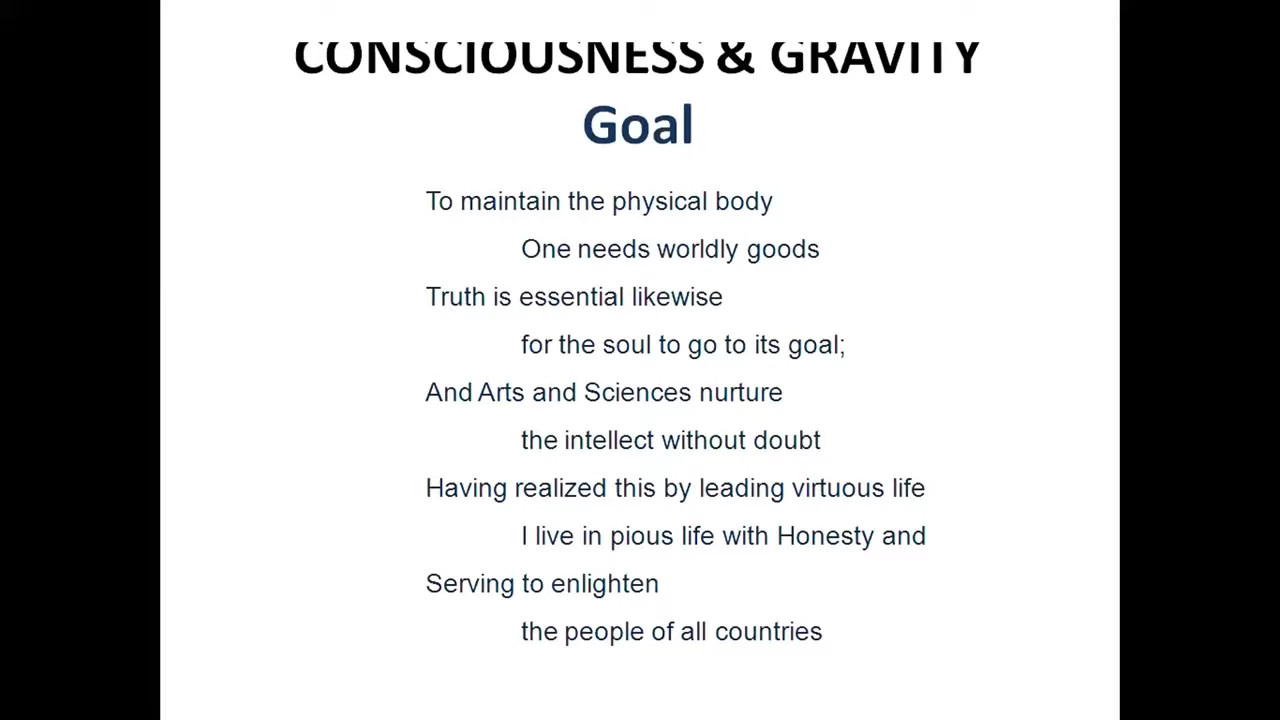 CONSCIOUSNESS & GRAVITY
Goal
To maintain the physical body
One needs worldly goods
Truth is essential likewise
for the soul to go to its goal;
And Arts and Sciences nurture
the intellect without doubt
Having realized this by leading virtuous life
I live in pious life with Honesty and
Serving to enlighten
the people of all countries